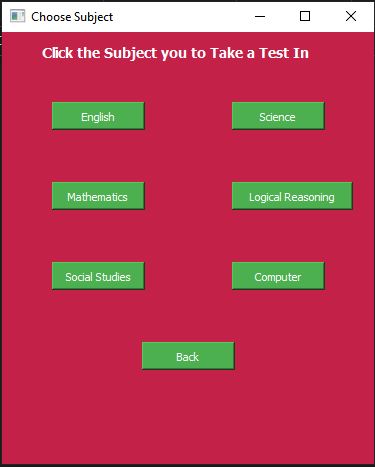 Choose Subject
Click the Subject you to Take a Test In
English
Science
Mathematics
Logical Reasoning
Social Studies
Computer
Back